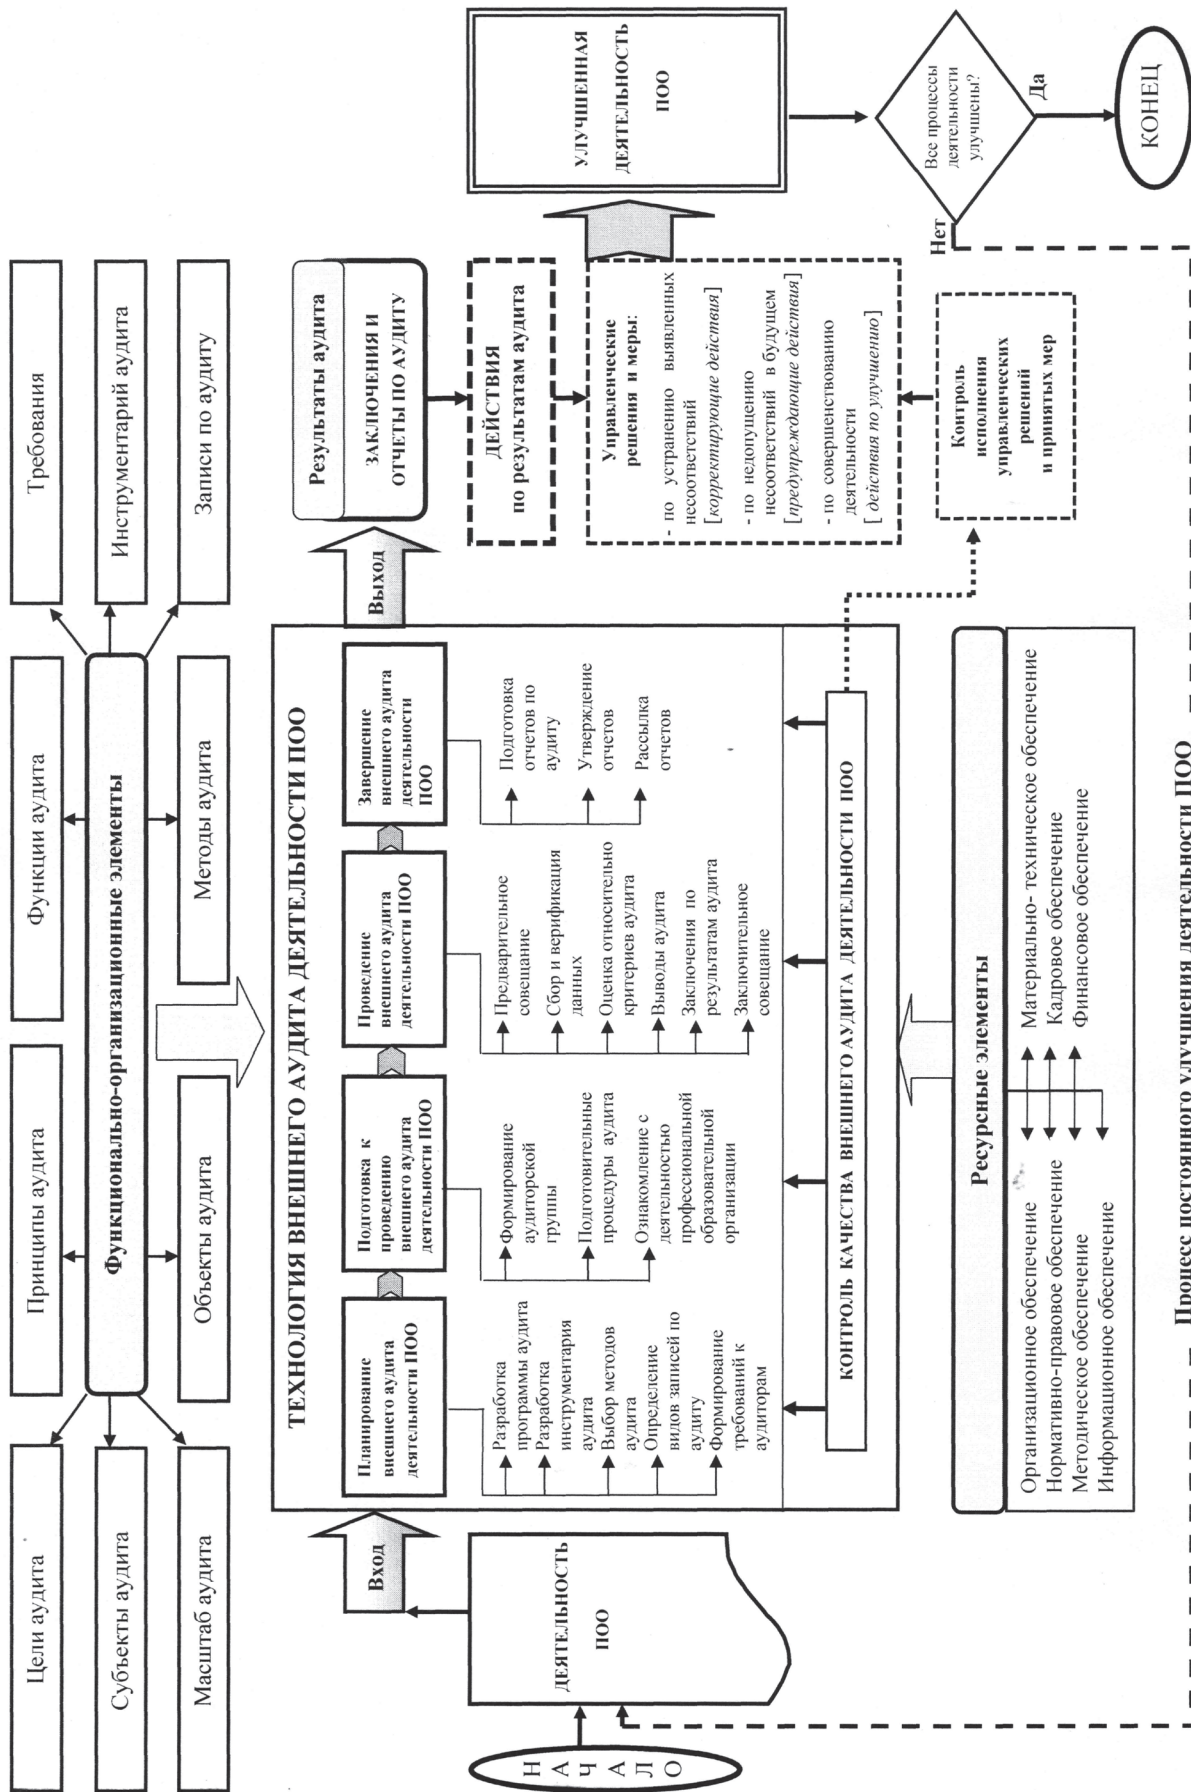 Цели аудита
Принципы аудита
Функции аудита
Требования
Субъекты аудита
Функционально-организационные элементы
Инструментарий аудита
Масштаб аудита
Объекты аудита
Методы аудита
Записи по аудиту
ТЕХНОЛОГИЯ ВНЕШНЕГО АУДИТА ДЕЯТЕЛЬНОСТИ ПОО
Вход
Планирование
внешнего аудита
деятельности ПОО
Разработка
программы аудита
Разработка
инструментария
аудита
Выбор методов
аудита
Определение
видов записей по
аудиту
Формирование
требований к
аудиторам
Подготовка к
проведению
внешнего аудита
деятельности ПОО
Формирование
аудиторской
группы
Подготовительные
процедуры аудита
Ознакомление с
деятельностью
профессиональной
образовательной
организации
Проведение
внешнего аудита
деятельности ПОО
Предварительное
совещание
Сбор и верификация
данных
Оценка относительно
критериев аудита
Выводы аудита
Заключения по
результатам аудита
Заключительное
совещание
Завершение
внешнего аудита
деятельности
ПОО
Подготовка
отчетов по
аудиту
Утверждение
отчетов
Рассылка
отчетов
КОНТРОЛЬ КАЧЕСТВА ВНЕШНЕГО АУДИТА ДЕЯТЕЛЬНОСТИ ПОО
Выход
Результаты аудита
ЗАКЛЮЧЕНИЯ И
ОТЧЕТЫ ПО АУДИТУ
ДЕЙСТВИЯ
по результатам аудита
Управленческие
решения и меры:
- по устранению выявленных
несоответствий
[корректирующие действия]
- по недопущению
несоответствий в будущем
[предупреждающие действия]
- по совершенствованию
деятельности
[ действия по улучшению]
Контроль
исполнения
управленческих
решений
и принятых мер
УЛУЧШЕННАЯ
ДЕЯТЕЛЬНОСТЬ
ПОО
Все процессы
деятельности
улучшены?
Нет
Да
КОНЕЦ
НАЧАЛО
ДЕЯТЕЛЬНОСТЬ
ПОО
Ресурсные элементы
Организационное обеспечение
Нормативно-правовое обеспечение
Методическое обеспечение
Информационное обеспечение
Материально- техническое обеспечение
Кадровое обеспечение
Финансовое обеспечение
Процесс постоянного улучшения деятельности ПОО